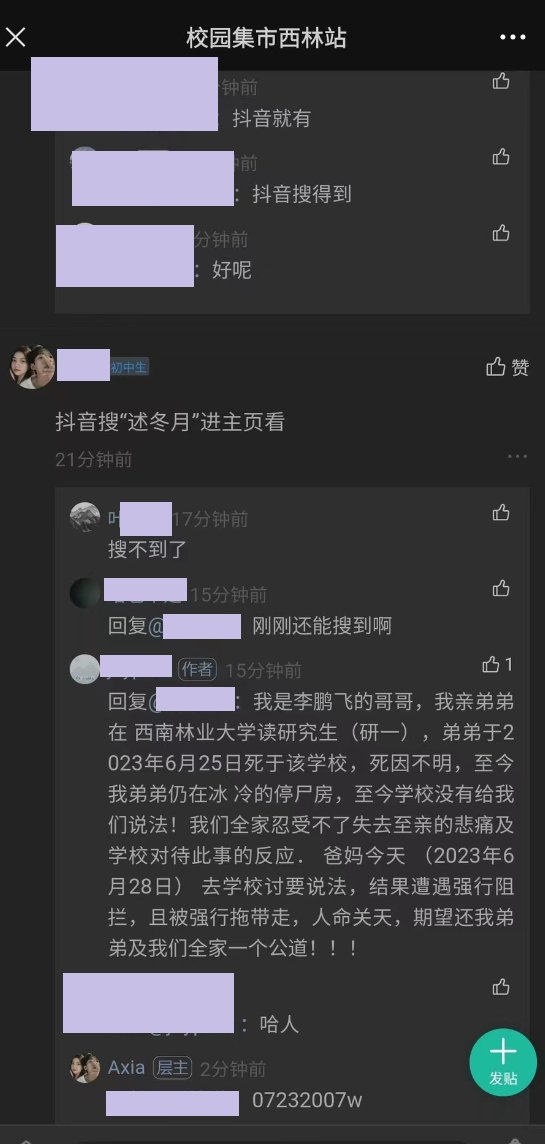 校园集市西林站
分钟前
：抖音就有
钟前
：抖音搜得到
分钟前
：好呢
初中生
赞
抖音搜“述冬月”进主页看
21分钟前
叶
17分钟前
搜不到了
15分钟前
回复@
刚刚还能搜到啊
作者
15分钟前
1
回复@
：我是李鹏飞的哥哥，我亲弟弟
在 西南林业大学读研究生（研一），弟弟于2
023年6月25日死于该学校，死因不明，至今
我弟弟仍在冰 冷的停尸房，至今学校没有给我
们说法！我们全家忍受不了失去至亲的悲痛及
学校对待此事的反应． 爸妈今天 （2023年6
月28日） 去学校讨要说法，结果遭遇强行阻
拦，且被强行拖带走，人命关天，期望还我弟
弟及我们全家一个公道！！！
：哈人
Axia 层主 2分钟前
07232007w
发贴